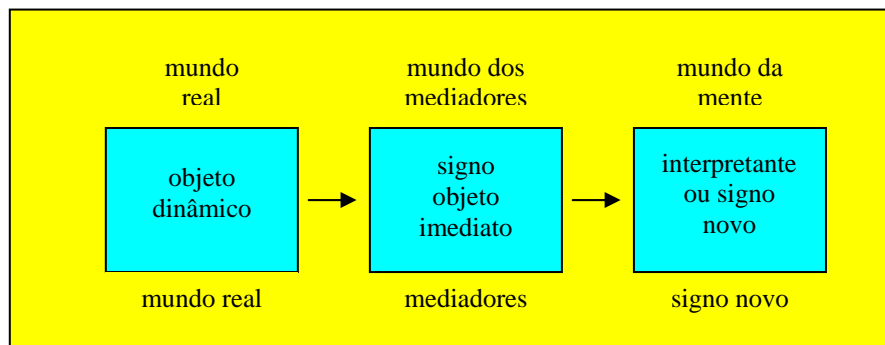 mundo real
mundo dos mediadores
mundo da mente
objeto
dinâmico
signo
objeto
imediato
interpretante
ou signo
novo
mundo real
mediadores
signo novo